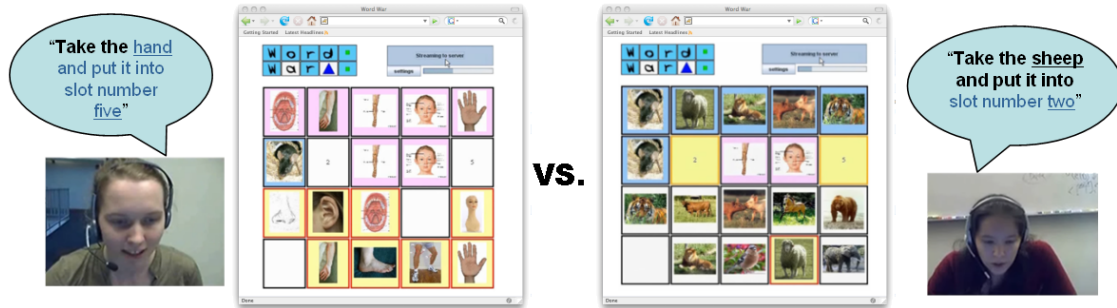 “Take the hand
and put it into
slot number
five”
Word War
Getting Started Latest Headlines
Word
War
Streaming to server
settings
2
5
Done
vs.
Word War
Getting Started Latest Headlines
Word
War
Streaming to server
settings
2
5
Done
“Take the sheep
and put it into
slot number two”